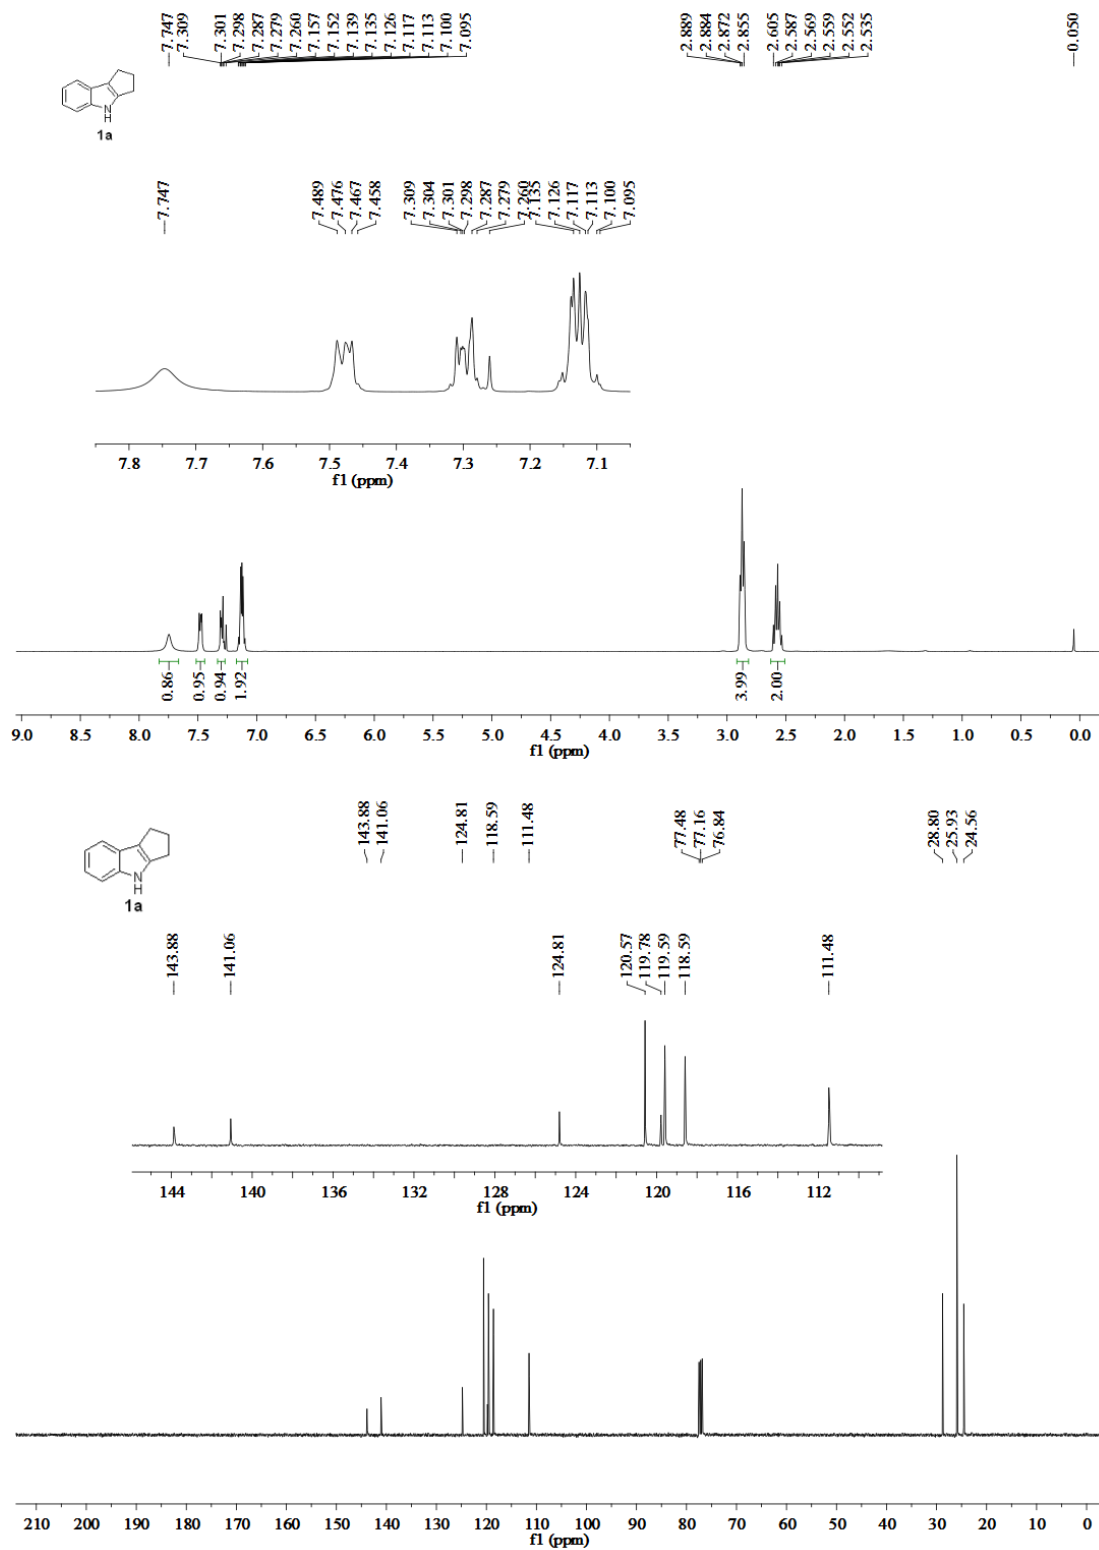 7.747 7.309 7.301 7.298 7.287 7.279 7.260 7.157 7.152 7.139 7.135 7.126 7.117 7.113 7.095 2.889 2.884 2.872 2.855 2.605 2.587 2.569 2.559 2.552 2.535 0.050
N
H
1a
7.747 7.489 7.476 7.467 7.458 7.309 7.304 7.301 7.298 7.287 7.279 7.260 7.135 7.126 7.117 7.113 7.100 7.095
7.8 7.7 7.6 7.5 7.4 7.3 7.2 7.1
f1 (ppm)
0.86 0.95 0.94 1.92 3.99 2.00
9.0 8.5 8.0 7.5 7.0 6.5 6.0 5.5 5.0 4.5 4.0 3.5 3.0 2.5 2.0 1.5 1.0 0.5 0.0
f1 (ppm)
143.88 141.06 124.81 118.59 111.48 77.48 77.16 76.84 28.80 25.93 24.56
N
H
1a
143.88 141.06 124.81 120.57 119.78 119.59 118.59 111.48
144 140 136 132 128 124 120 116 112
f1 (ppm)
210 200 190 180 170 160 150 140 130 120 110 100 90 80 70 60 50 40 30 20 10 0
f1 (ppm)